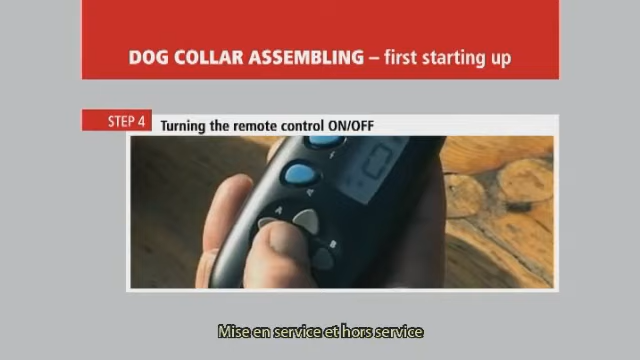 DOG COLLAR ASSEMBLING – first starting up
STEP 4
Turning the remote control ON/OFF
Mise en service et hors service